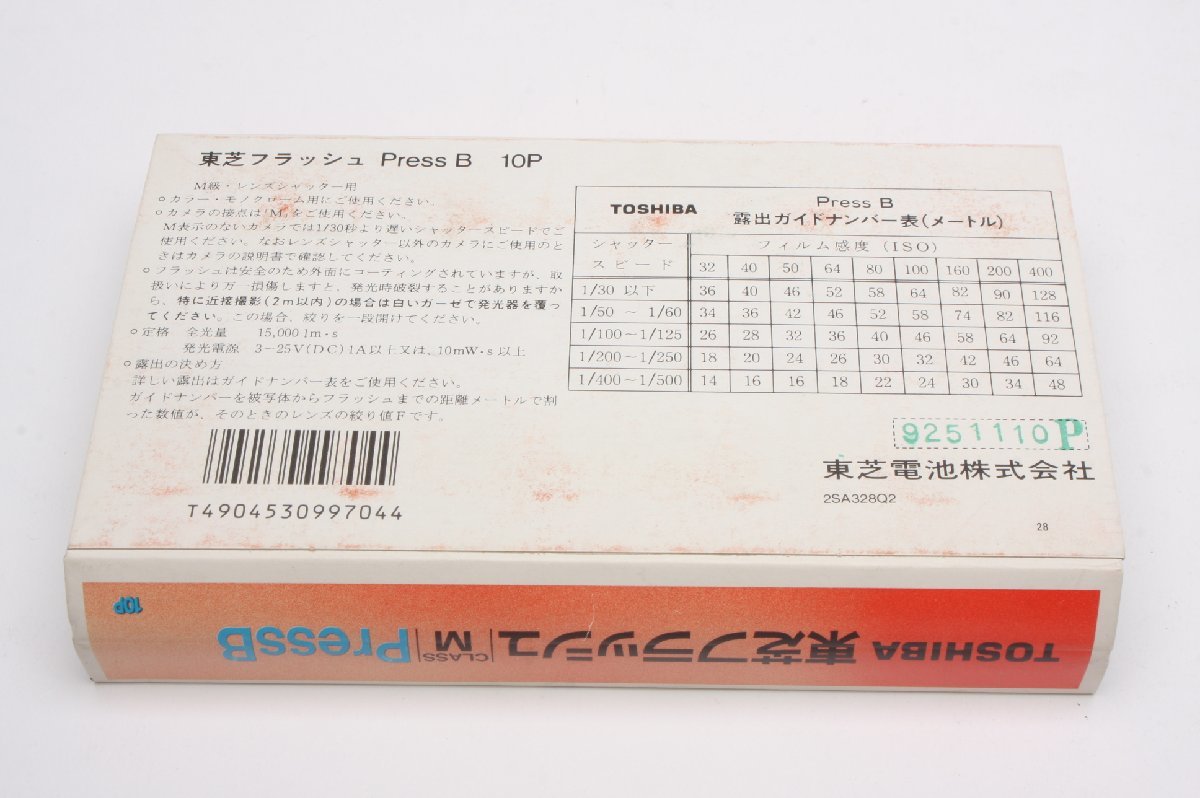 東芝フラッシュ Press B 10P
M級・レンズシャッター用
○カラー・モノクローム用にご使用ください。
○カメラの接点は「M」をご使用ください。
M表示のないカメラでは1/30秒より遅いシャッタースピードでご
使用ください。なおレンズシャッター以外のカメラにご使用のと
きはカメラの説明書で確認してください。
○フラッシュは安全のため外面にコーティングされていますが、取
扱いにより万一損傷しますと、発光時破裂することがありますか
ら、特に近接撮影(2m以内)の場合は白いガーゼで発光器を覆っ
てください。この場合、絞りを一段開けてください。
○定格 全光量 15,000 lm·s
発光電源 3〜25V(DC)1A以上又は、10mW·s以上
○露出の決め方
詳しい露出はガイドナンバー表をご使用ください。
ガイドナンバーを被写体からフラッシュまでの距離メートルで割
った数値が、そのときのレンズの絞り値Fです。
T4904530997044
TOSHIBA
Press B
露出ガイドナンバー表(メートル)
シャッター
スピード
フィルム感度(ISO)
32 40 50 64 80 100 160 200 400
1/30 以下 36 40 46 52 58 64 82 90 128
1/50 〜 1/60 34 36 42 46 52 58 74 82 116
1/100〜1/125 26 28 32 36 40 46 58 64 92
1/200〜1/250 18 20 24 26 30 32 42 46 64
1/400〜1/500 14 16 16 18 22 24 30 34 48
9251110P
東芝電池株式会社
2SA328Q2
28
TOSHIBA 東芝フラッシュ CLASS M PressB
10P